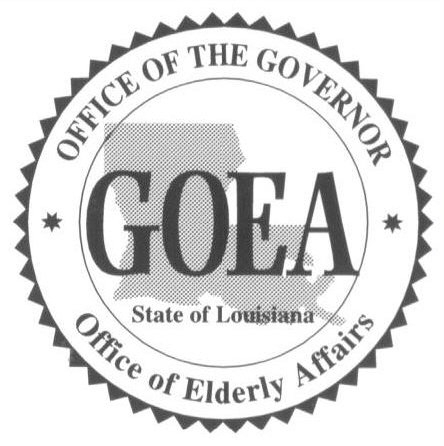 OFFICE OF THE GOVERNOR
GOEA
State of Louisiana
Office of Elderly Affairs